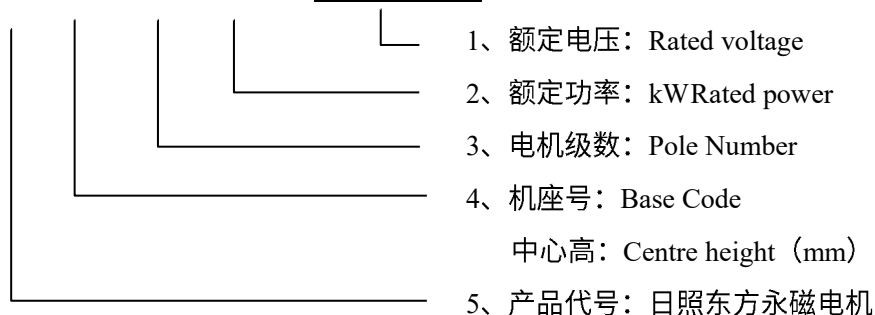 1、额定电压：Rated voltage
2、额定功率：kWRated power
3、电机级数：Pole Number
4、机座号：Base Code
中心高：Centre height（mm）
5、产品代号：日照东方永磁电机